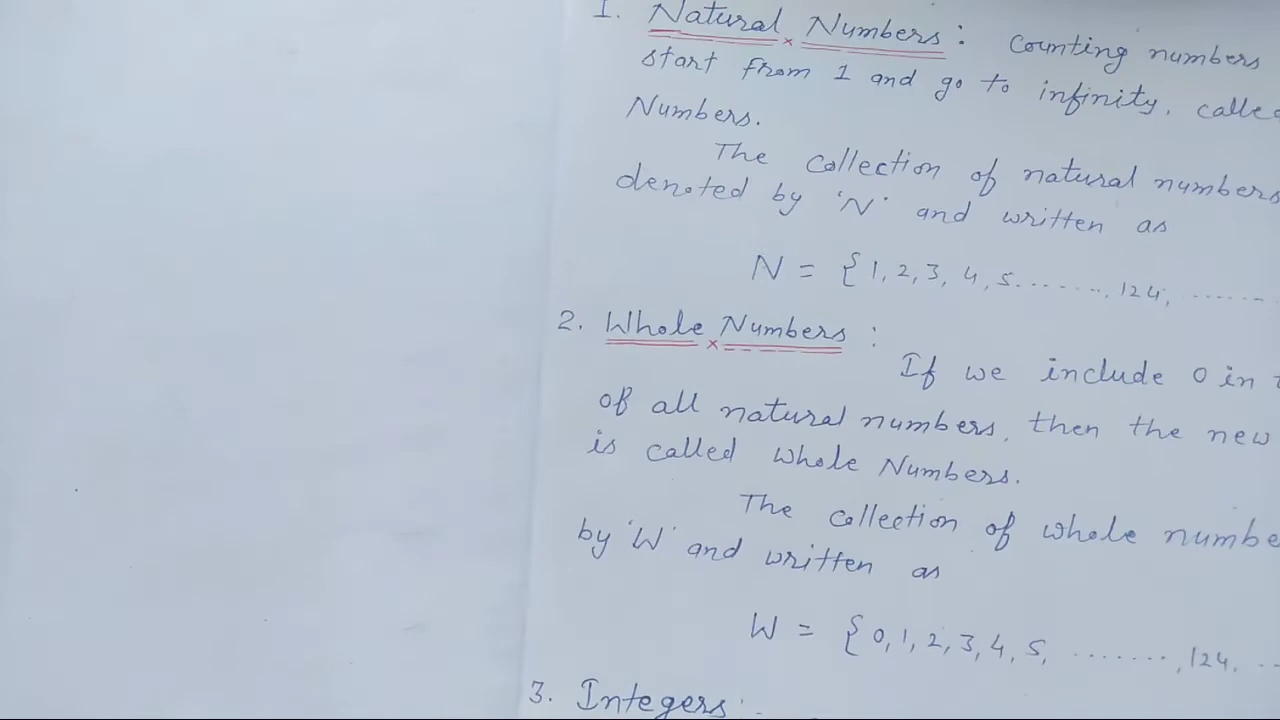 1. Natural Numbers : Counting numbers
start from 1 and go to infinity, called
Numbers.
The collection of natural numbers
denoted by 'N' and written as
N = {1, 2, 3, 4, 5.......,124, ......
2. Whole Numbers :
If we include 0 in
of all natural numbers, then the new
is called whole Numbers.
The collection of whole numbe
by 'W' and written as
W = {0, 1, 2, 3, 4, 5, .......,124, ..
3. Integers :-